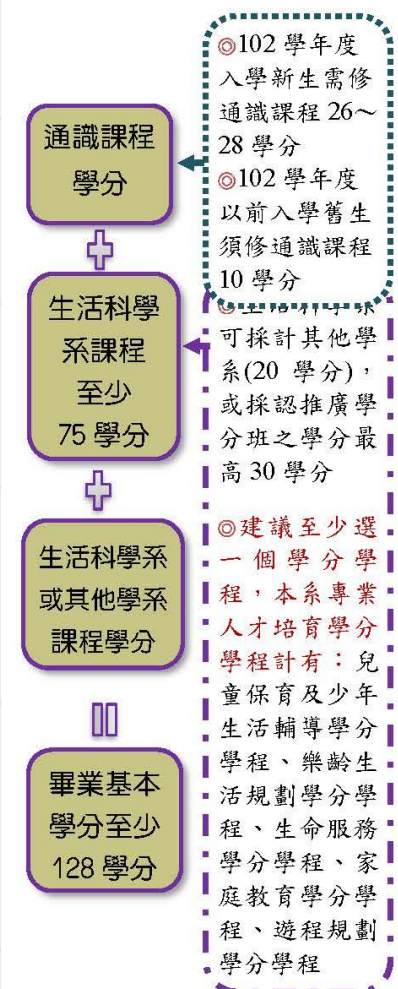 通識課程
學分
◎102 學年度
入學新生需修
通識課程 26～
28 學分
◎102 學年度
以前入學舊生
須修通識課程
10 學分
生活科學
系課程
至少
75 學分
◎生活科學系
可採計其他學
系(20 學分)，
或採認推廣學
分班之學分最
高 30 學分
◎建議至少選
一個學分學
程，本系專業
人才培育學分
學程計有：兒
童保育及少年
生活輔導學分
學程、樂齡生
活規劃學分學
程、生命服務
學分學程、家
庭教育學分學
程、遊程規劃
學分學程
生活科學系
或其他學系
課程學分
畢業基本
學分至少
128 學分